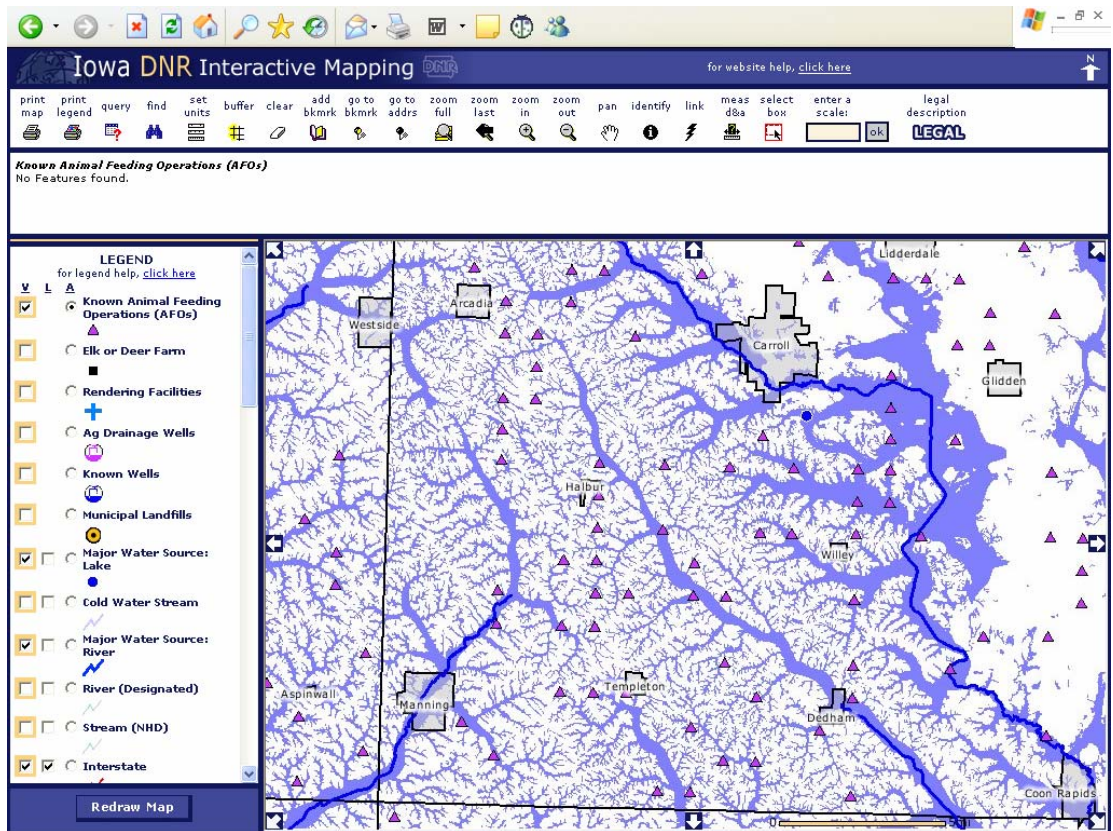 Iowa DNR Interactive Mapping DNR
for website help, click here
N
print map
print legend
query
find
set units
buffer
clear
add bkmrk
go to bkmrk
go to addrs
zoom full
zoom last
zoom in
zoom out
pan
identify
link
meas d&a
select box
enter a scale:
ok
legal description
LEGAL
Known Animal Feeding Operations (AFOs)
No Features found.
LEGEND
for legend help, click here
V L A
Known Animal Feeding
Operations (AFOs)
Elk or Deer Farm
Rendering Facilities
Ag Drainage Wells
Known Wells
Municipal Landfills
Major Water Source:
Lake
Cold Water Stream
Major Water Source:
River
River (Designated)
Stream (NHD)
Interstate
Redraw Map
Lidderdale
Arcadia
Westside
Carroll
Glidden
Halbur
Willey
Aspinwall
Manning
Templeton
Dedham
Coon Rapids
0